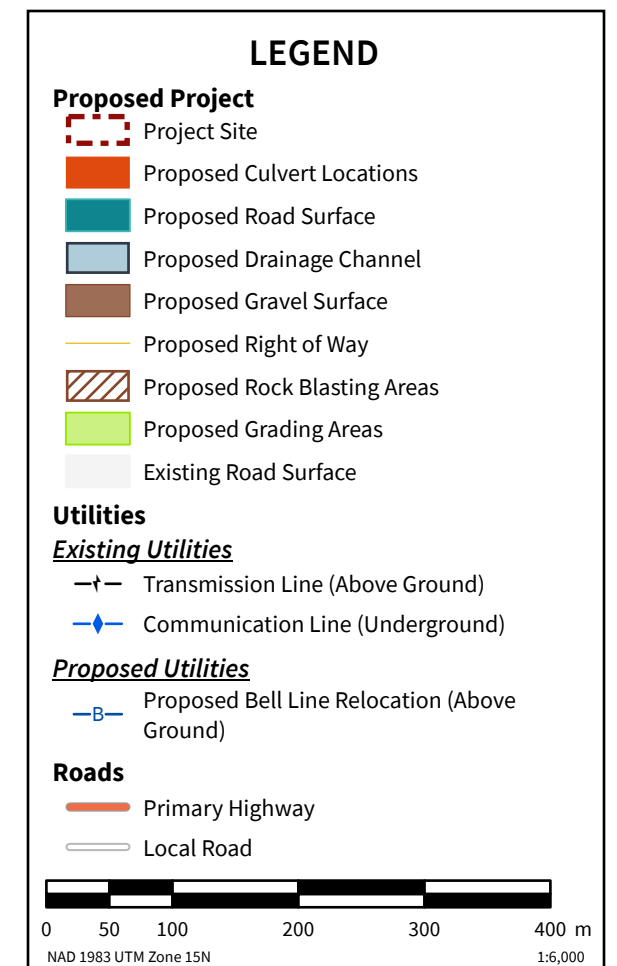 LEGEND
Proposed Project
Project Site
Proposed Culvert Locations
Proposed Road Surface
Proposed Drainage Channel
Proposed Gravel Surface
Proposed Right of Way
Proposed Rock Blasting Areas
Proposed Grading Areas
Existing Road Surface
Utilities
Existing Utilities
Transmission Line (Above Ground)
Communication Line (Underground)
Proposed Utilities
B Proposed Bell Line Relocation (Above
Ground)
Roads
Primary Highway
Local Road
0 50 100 200 300 400 m
NAD 1983 UTM Zone 15N 1:6,000